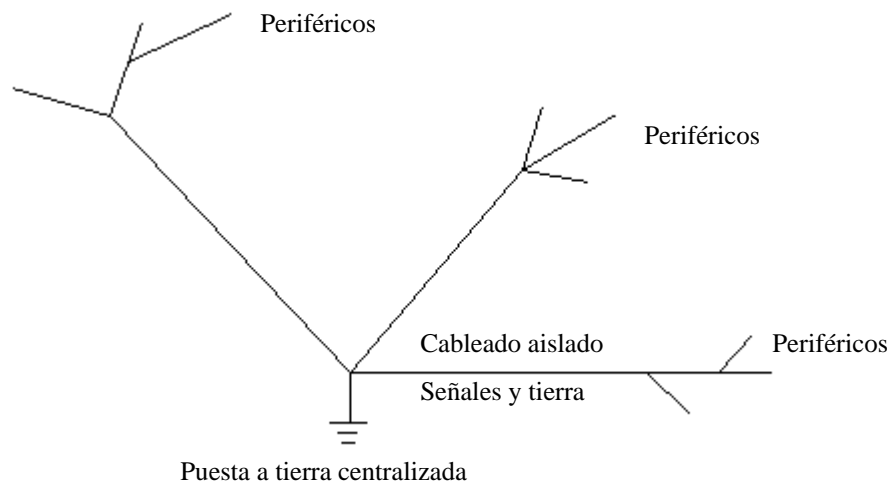 Periféricos
Periféricos
Cableado aislado
Periféricos
Señales y tierra
Puesta a tierra centralizada